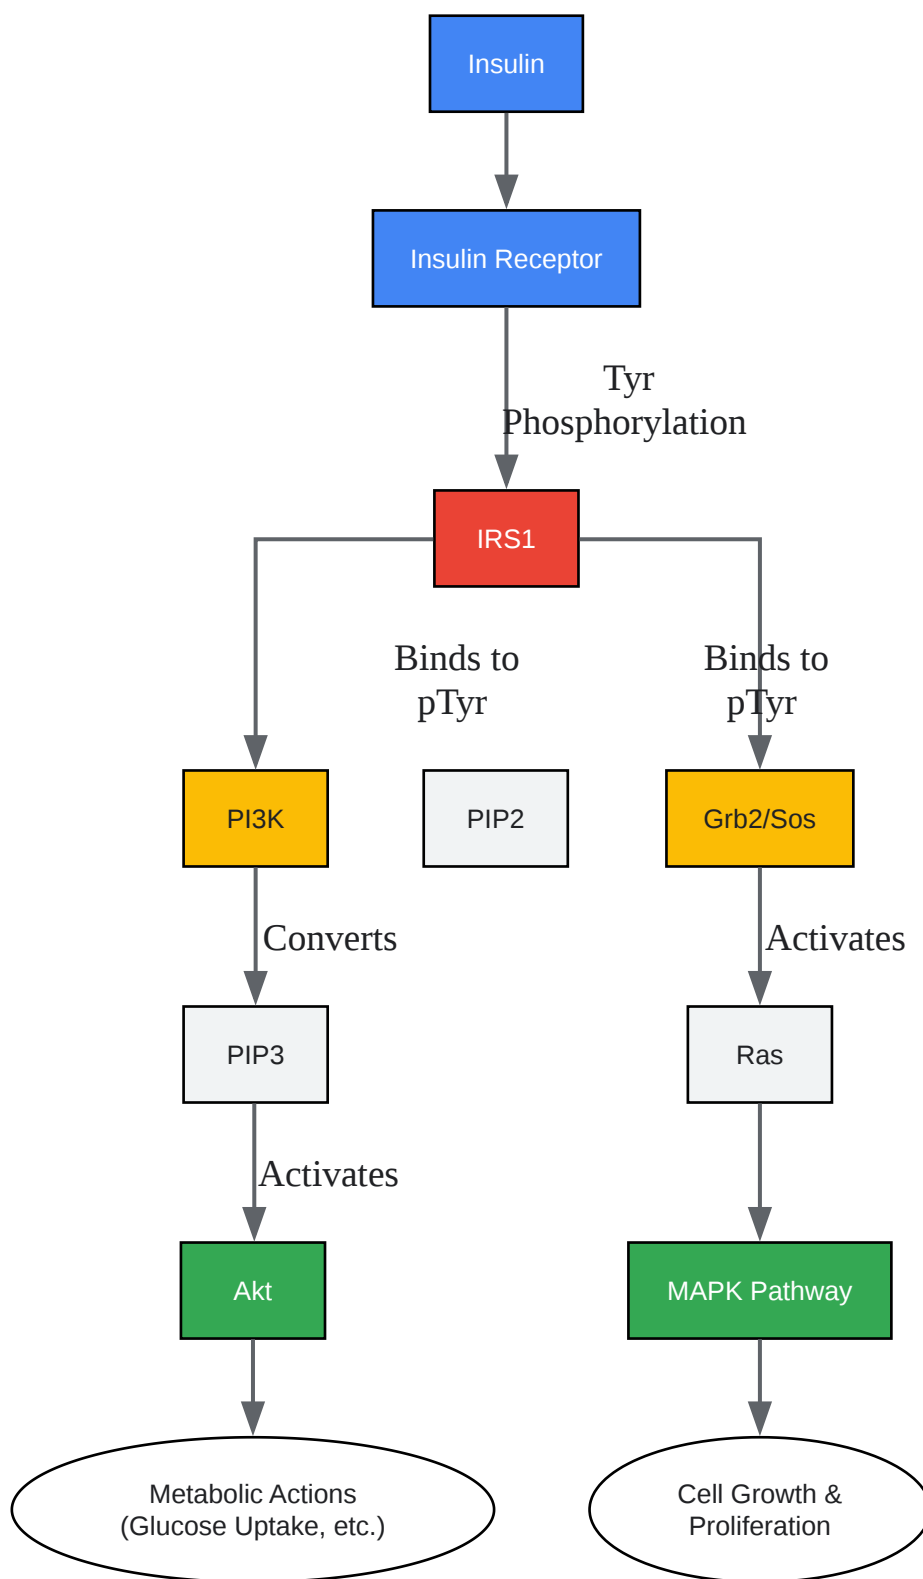 Insulin
Insulin Receptor
Tyr
Phosphorylation
IRS1
Binds to
pTyr
Binds to
pTyr
PI3K
PIP2
Grb2/Sos
Converts
Activates
PIP3
Ras
Activates
Akt
MAPK Pathway
Metabolic Actions
(Glucose Uptake, etc.)
Cell Growth &
Proliferation